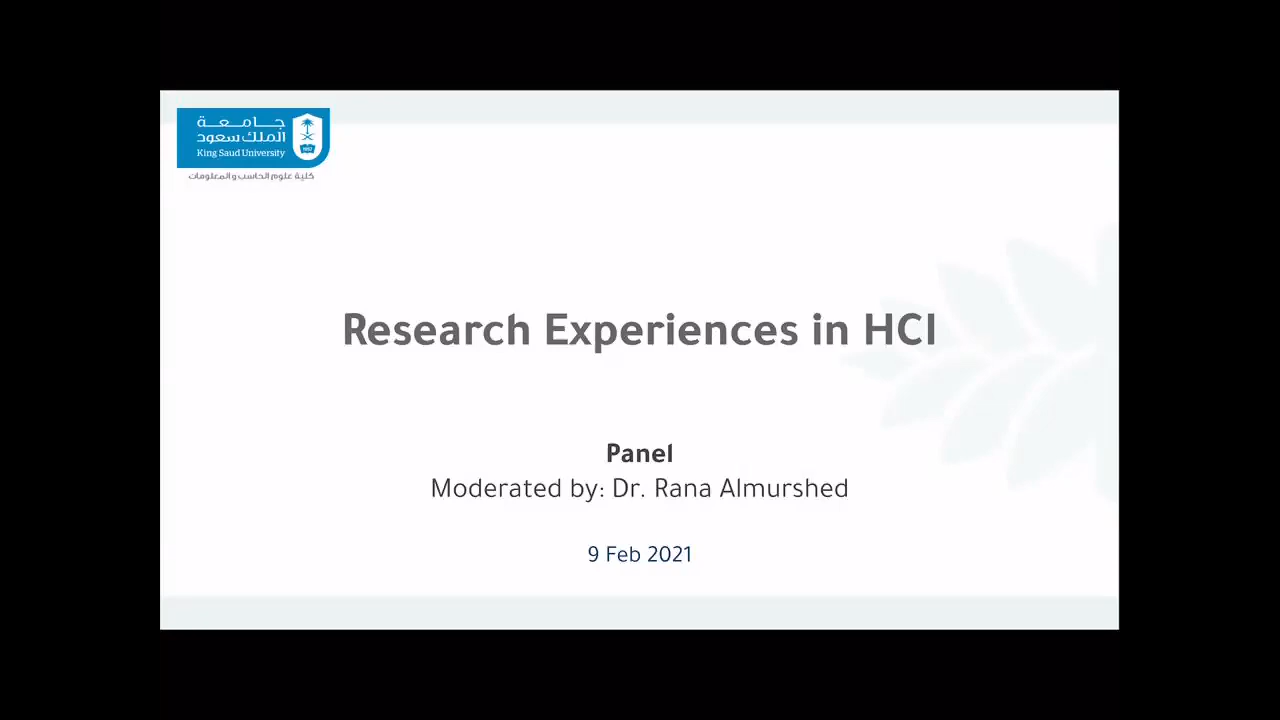 جامعة
الملك سعود
King Saud University
1957
كلية علوم الحاسب والمعلومات
Research Experiences in HCI
Panel
Moderated by: Dr. Rana Almurshed
9 Feb 2021